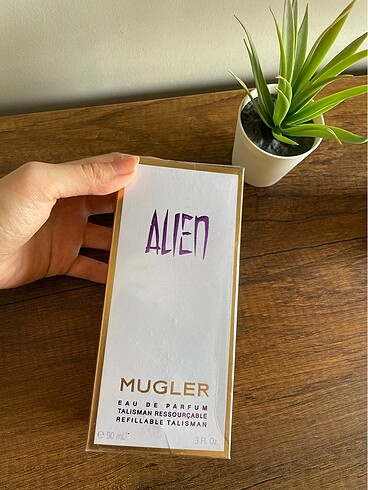 ALIEN
MUGLER
EAU DE PARFUM
TALISMAN RESSOURÇABLE
REFILLABLE TALISMAN
℮ 90 mL 3 Fl. Oz.